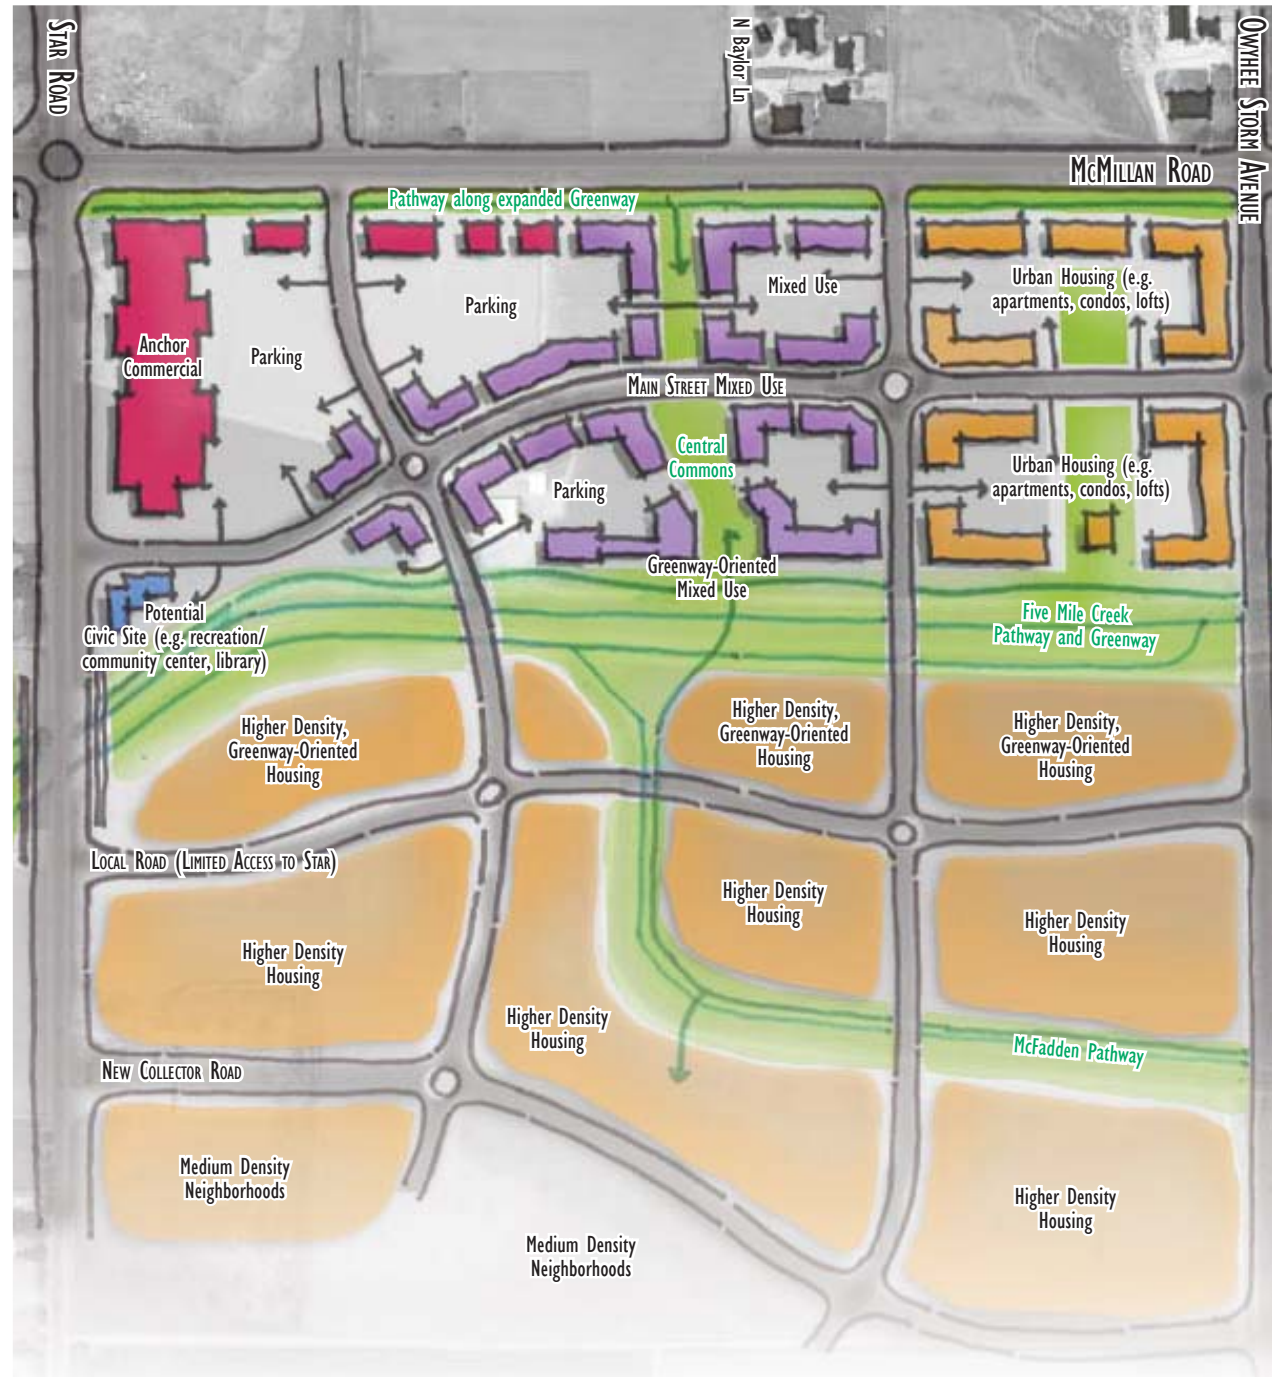 STAR ROAD
N Baylor Ln
OWYHEE STORM AVENUE
MCMILLAN ROAD
Pathway along expanded Greenway
Mixed Use
Urban Housing (e.g.
apartments, condos, lofts)
Parking
Anchor
Commercial
Parking
MAIN STREET MIXED USE
Central
Commons
Urban Housing (e.g.
apartments, condos, lofts)
Parking
Greenway-Oriented
Mixed Use
Potential
Civic Site (e.g. recreation/
community center, library)
Five Mile Creek
Pathway and Greenway
Higher Density,
Greenway-Oriented
Housing
Higher Density,
Greenway-Oriented
Housing
Higher Density,
Greenway-Oriented
Housing
LOCAL ROAD (LIMITED ACCESS TO STAR)
Higher Density
Housing
Higher Density
Housing
Higher Density
Housing
Higher Density
Housing
McFadden Pathway
NEW COLLECTOR ROAD
Medium Density
Neighborhoods
Higher Density
Housing
Medium Density
Neighborhoods